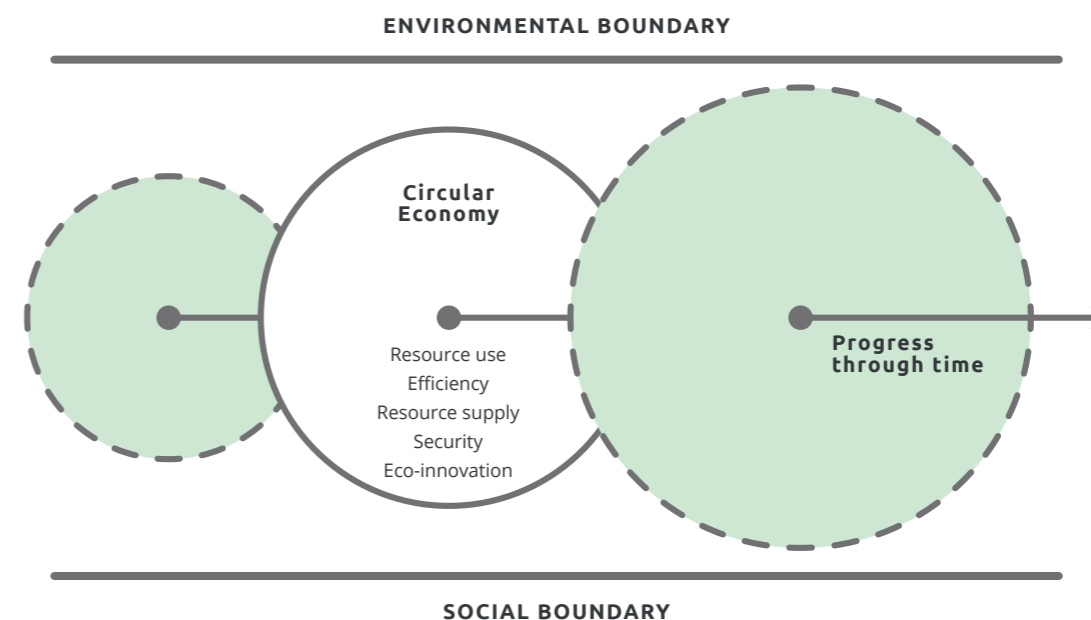 ENVIRONMENTAL BOUNDARY
Circular
Economy
Resource use
Efficiency
Resource supply
Security
Eco-innovation
Progress
through time
SOCIAL BOUNDARY